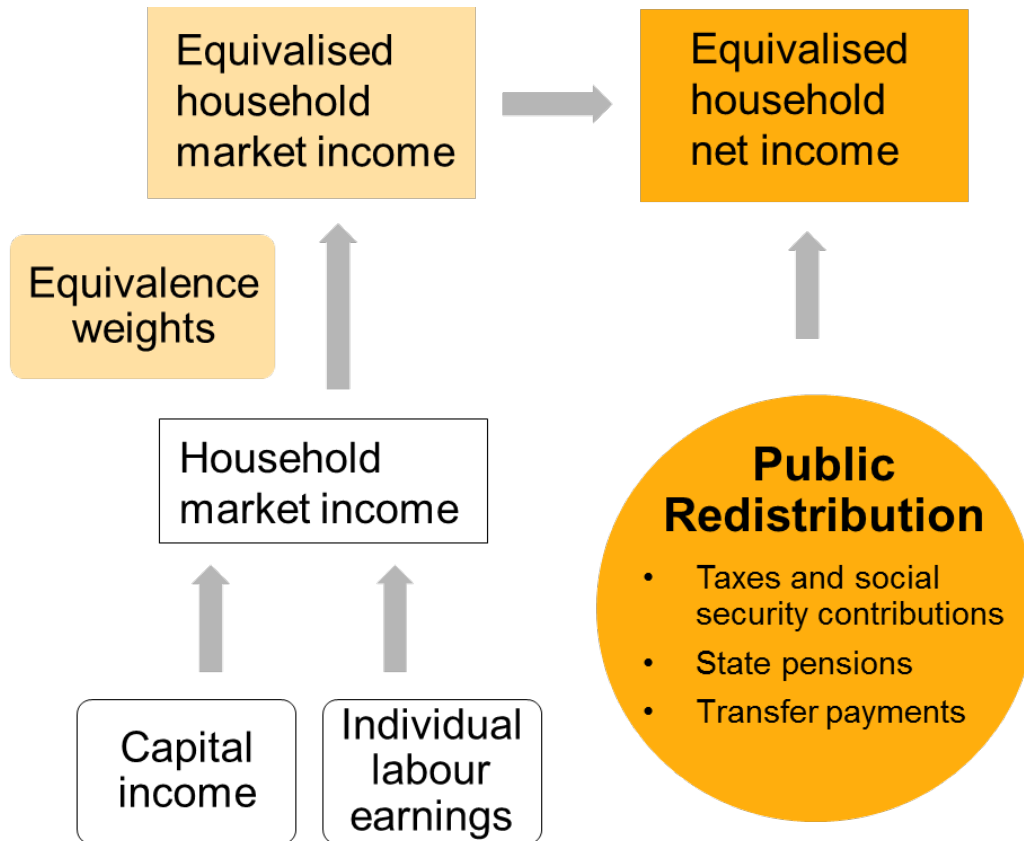 Equivalised
household
market income
Equivalised
household
net income
Equivalence
weights
Household
market income
Public
Redistribution
• Taxes and social
security contributions
• State pensions
• Transfer payments
Capital
income
Individual
labour
earnings